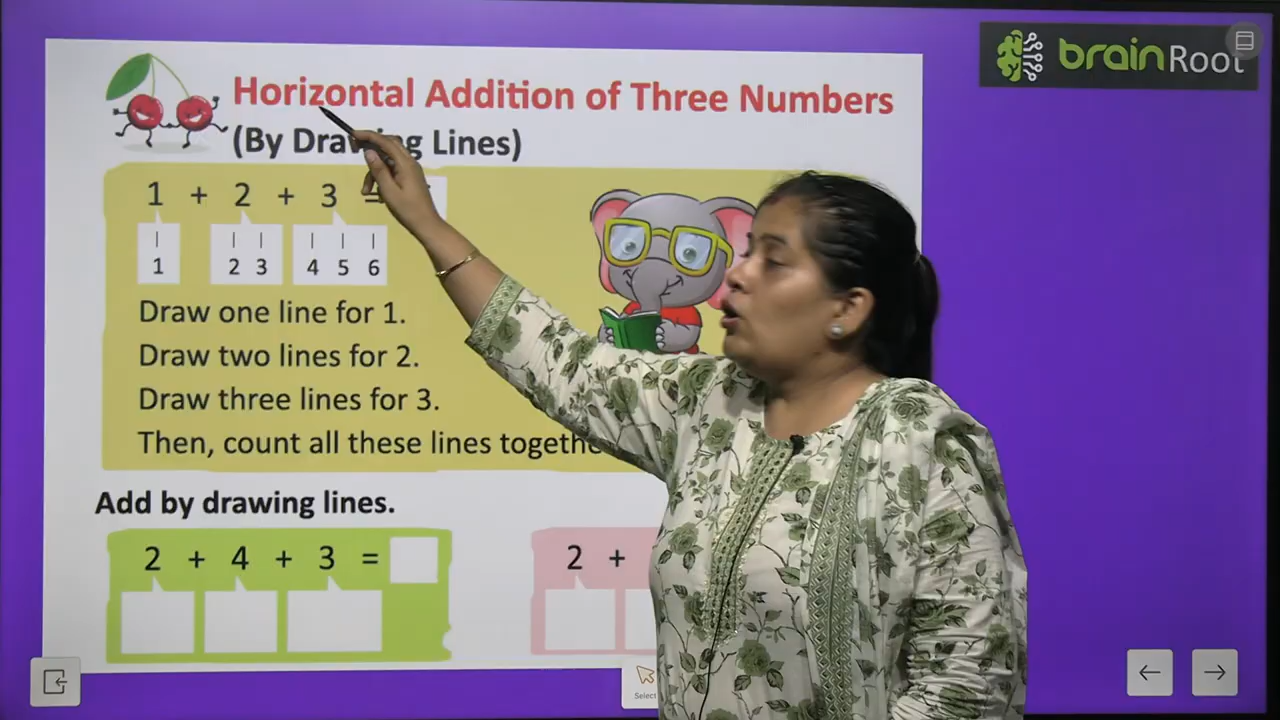 brainRoot
Horizontal Addition of Three Numbers
(By Drawing Lines)
1 + 2 + 3 =
1 2 3 4 5 6
Draw one line for 1.
Draw two lines for 2.
Draw three lines for 3.
Then, count all these lines
Add by drawing lines.
2 + 4 + 3 =
2 +
Select